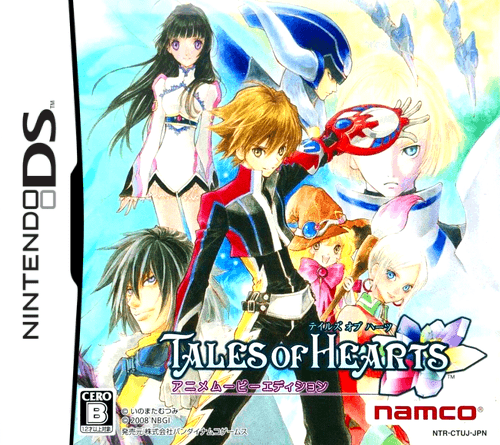 NINTENDO DS™
テイルズ オブ ハーツ
TALES OF HEARTS™
アニメムービーエディション
CERO
B
12才以上対象
© いのまたむつみ
© 2008 NBGI
発売元 株式会社バンダイナムコゲームス
namco®
NTR-CTUJ-JPN